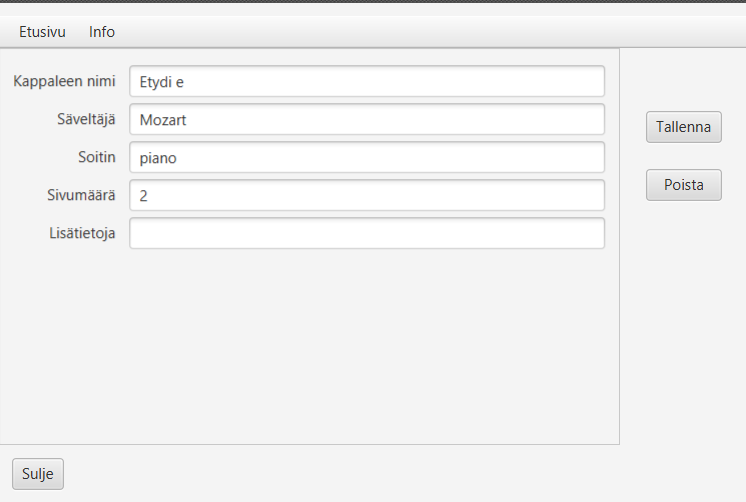 Etusivu Info
Kappaleen nimi Etydi e
Säveltäjä Mozart
Tallenna
Soitin piano
Poista
Sivumäärä 2
Lisätietoja
Sulje